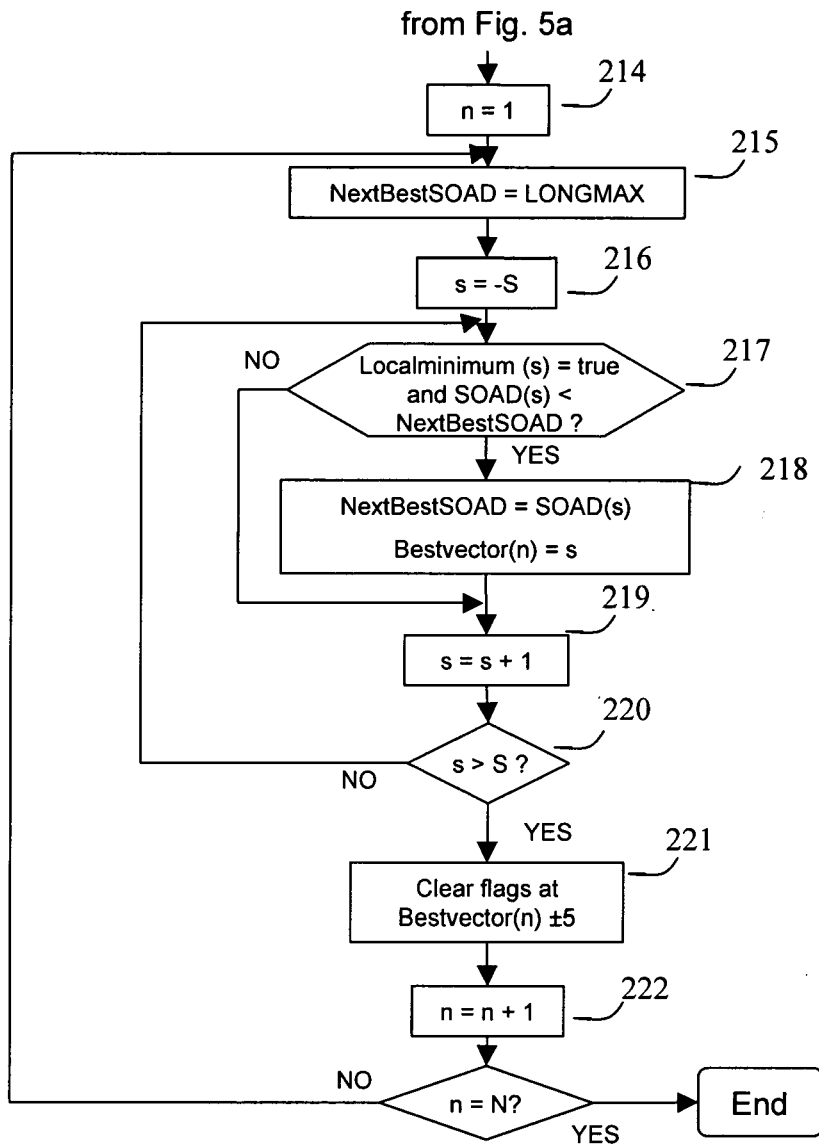 from Fig. 5a
214
n = 1
215
NextBestSOAD = LONGMAX
216
s = -S
217
NO
Localminimum (s) = true
and SOAD(s) <
NextBestSOAD ?
YES
218
NextBestSOAD = SOAD(s)
Bestvector(n) = s
219
s = s + 1
220
s > S ?
NO
YES
221
Clear flags at
Bestvector(n) ±5
222
n = n + 1
NO
n = N?
YES
End